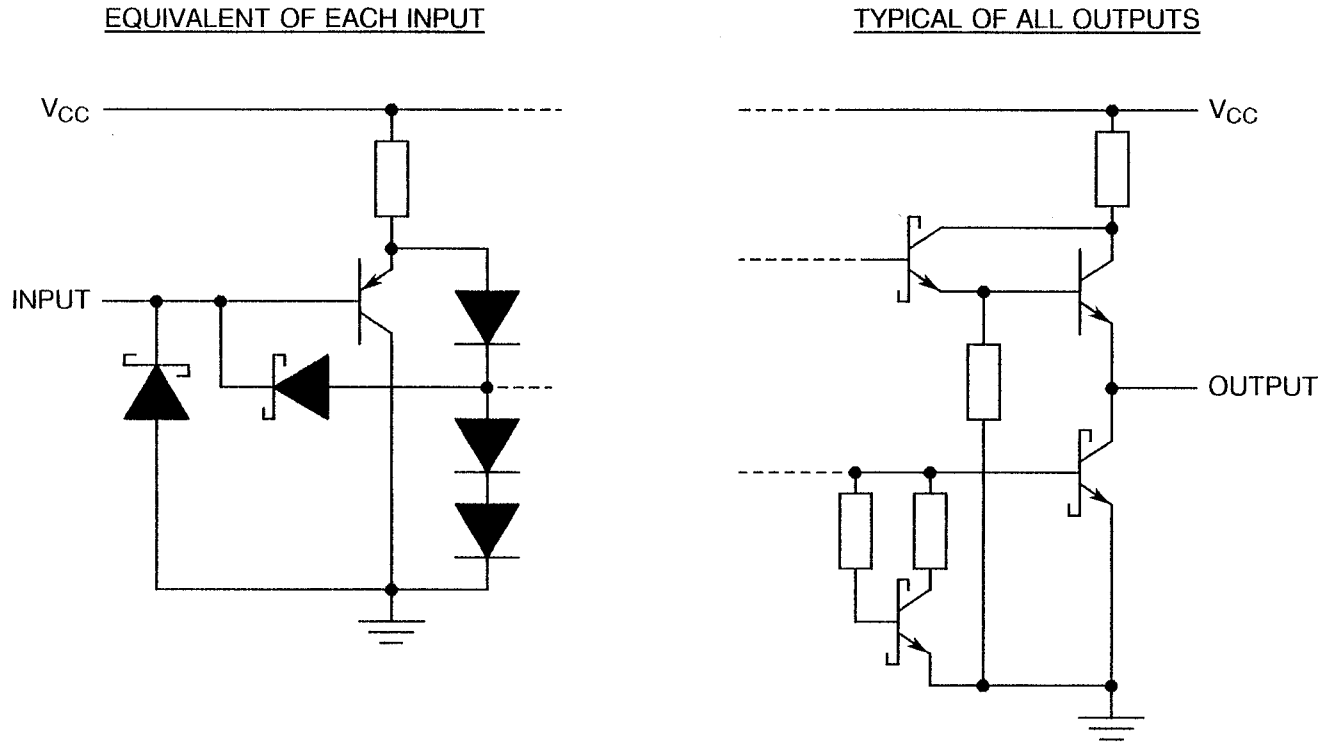 EQUIVALENT OF EACH INPUT
TYPICAL OF ALL OUTPUTS
VCC
VCC
INPUT
OUTPUT